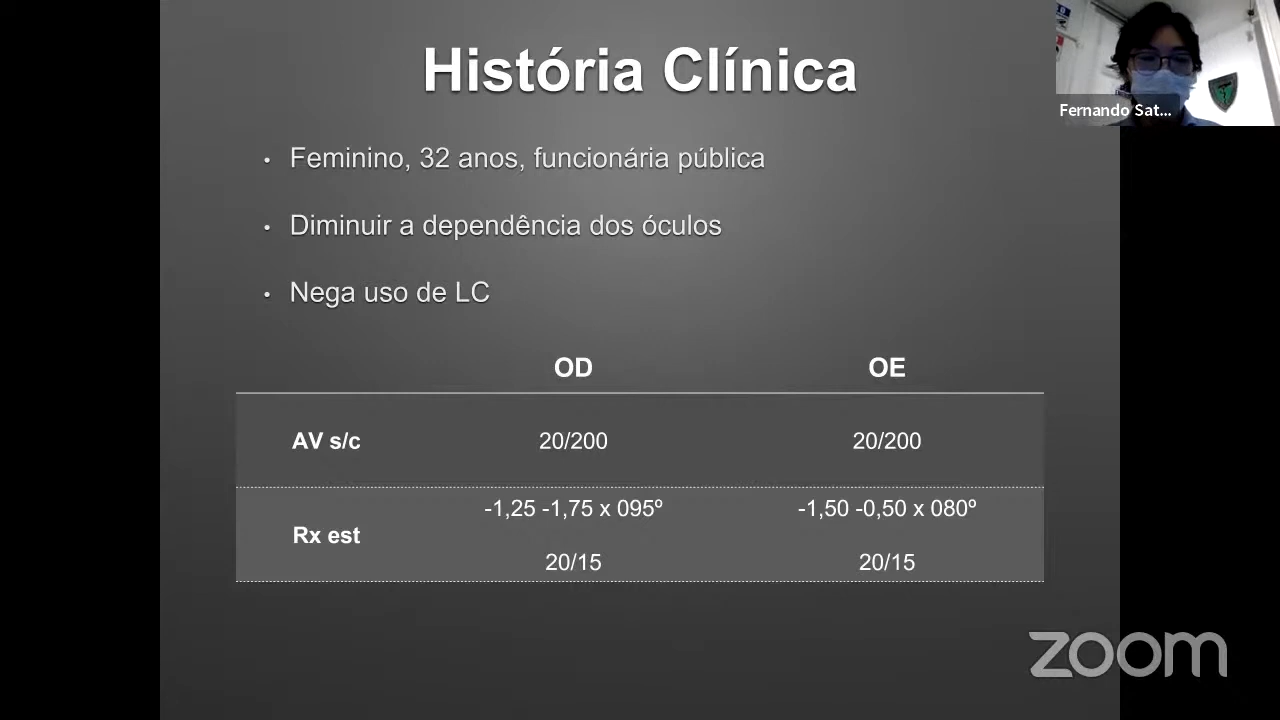 História Clínica
Fernando Sat...
• Feminino, 32 anos, funcionária pública
• Diminuir a dependência dos óculos
• Nega uso de LC
OD OE
AV s/c 20/200 20/200
Rx est -1,25 -1,75 x 095º -1,50 -0,50 x 080º
20/15 20/15
zoom